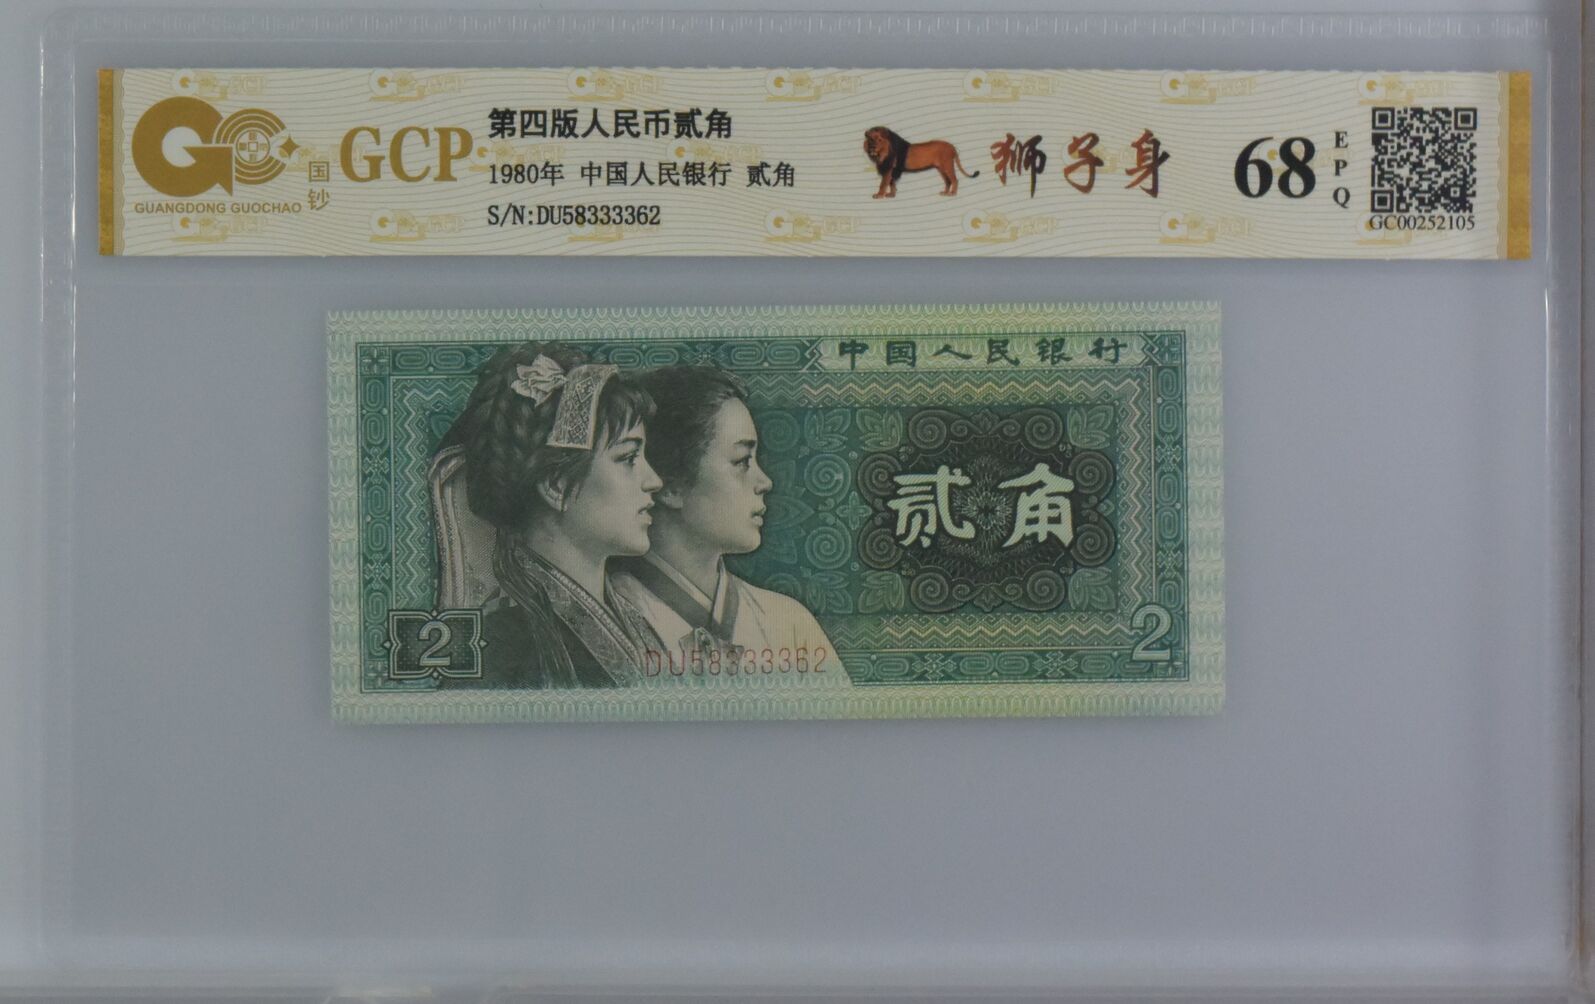 GC
国钞
GUANGDONG GUOCHAO
GCP
第四版人民币贰角
1980年 中国人民银行 贰角
S/N:DU58333362
狮子身
68
EPQ
GC00252105
中国人民银行
贰角
2
2
DU58333362